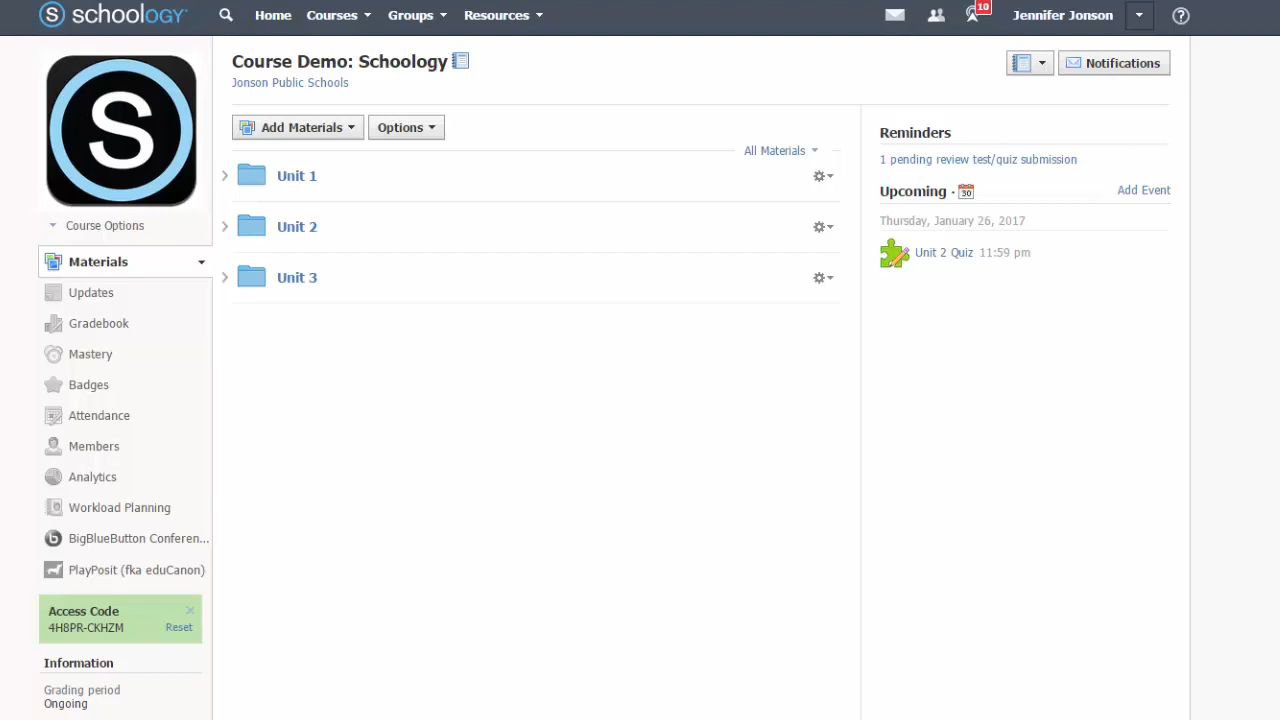 schoology
Home
Courses
Groups
Resources
10
Jennifer Jonson
Course Demo: Schoology
Jonson Public Schools
Notifications
Add Materials
Options
All Materials
Unit 1
Unit 2
Unit 3
Reminders
1 pending review test/quiz submission
Upcoming · 30
Add Event
Thursday, January 26, 2017
Unit 2 Quiz 11:59 pm
S
Course Options
Materials
Updates
Gradebook
Mastery
Badges
Attendance
Members
Analytics
Workload Planning
BigBlueButton Conferen...
PlayPosit (fka eduCanon)
Access Code
4H8PR-CKHZM
Reset
Information
Grading period
Ongoing